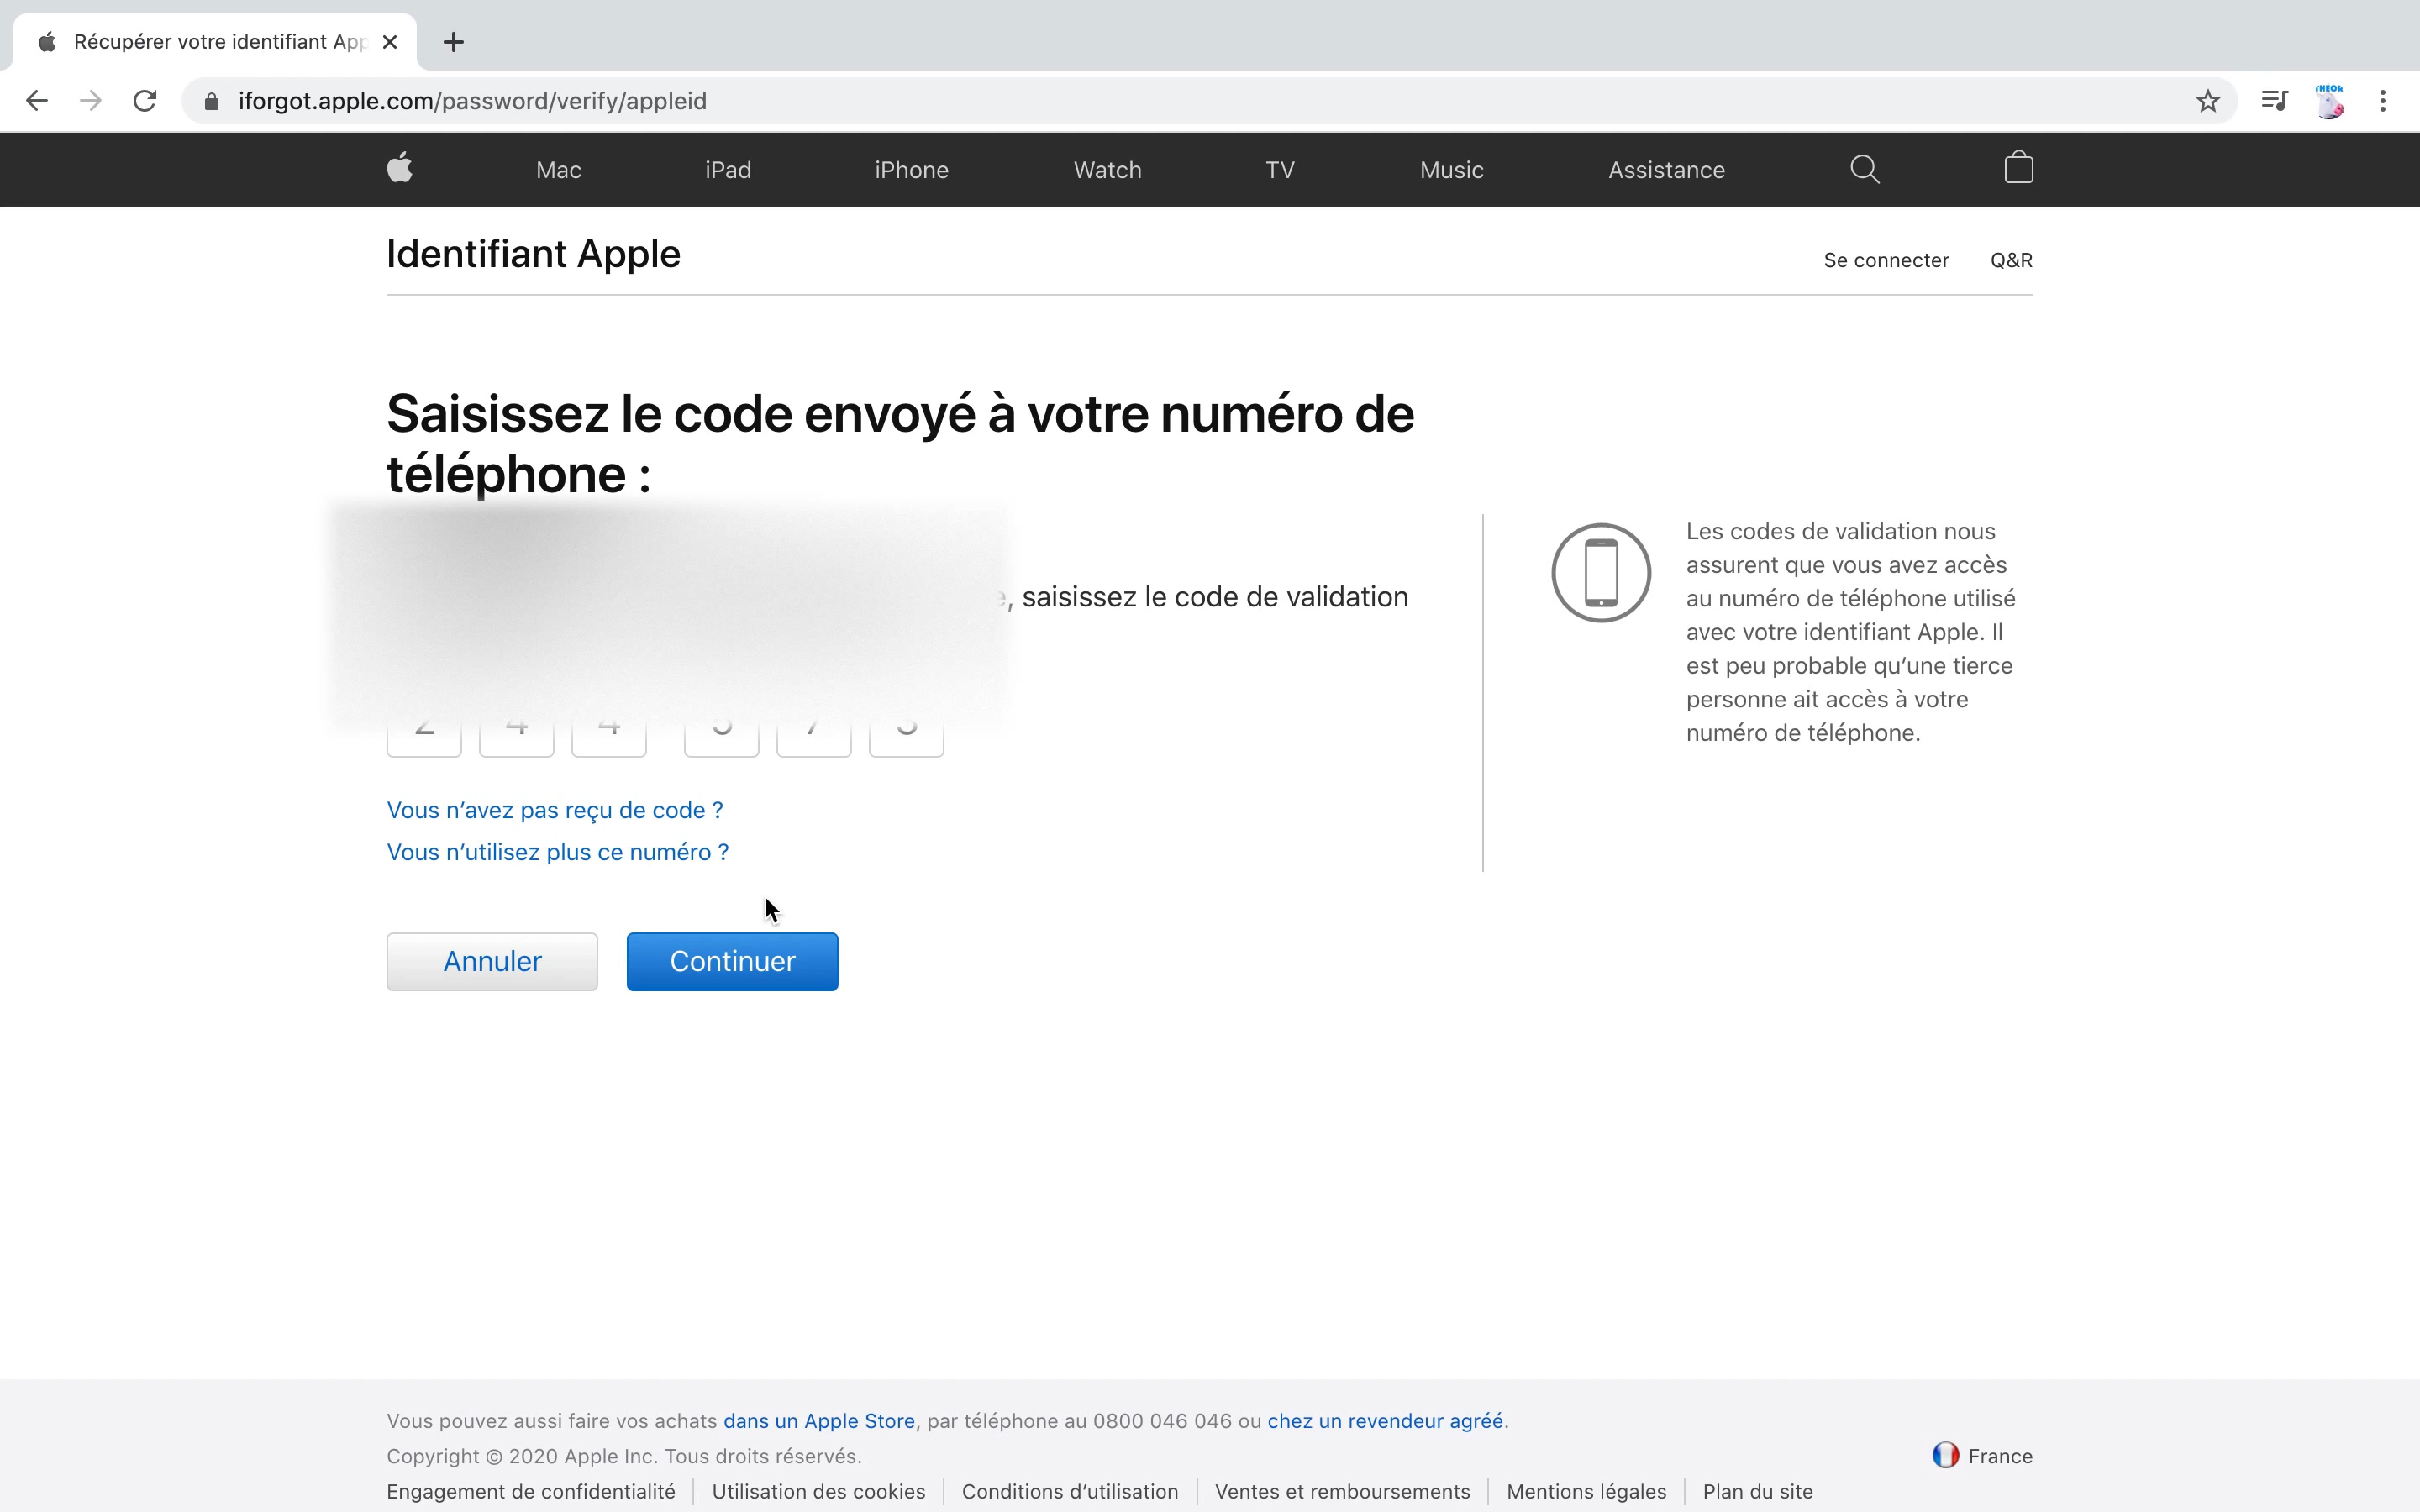 Récupérer votre identifiant App
iforgot.apple.com/password/verify/appleid
Mac iPad iPhone Watch TV Music Assistance
Identifiant Apple
Se connecter Q&R
Saisissez le code envoyé à votre numéro de
téléphone :
, saisissez le code de validation
Vous n’avez pas reçu de code ?
Vous n’utilisez plus ce numéro ?
Annuler Continuer
Les codes de validation nous
assurent que vous avez accès
au numéro de téléphone utilisé
avec votre identifiant Apple. Il
est peu probable qu’une tierce
personne ait accès à votre
numéro de téléphone.
Vous pouvez aussi faire vos achats dans un Apple Store, par téléphone au 0800 046 046 ou chez un revendeur agréé.
Copyright © 2020 Apple Inc. Tous droits réservés.
France
Engagement de confidentialité Utilisation des cookies Conditions d’utilisation Ventes et remboursements Mentions légales Plan du site